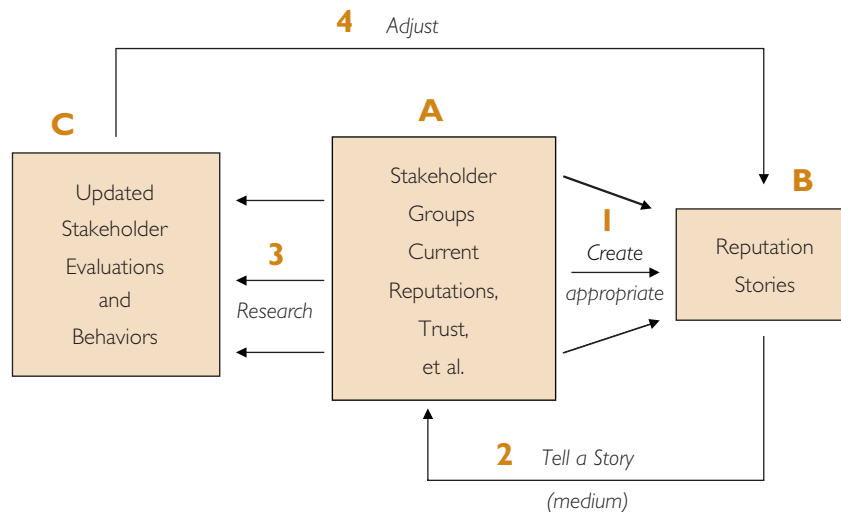 4 Adjust
C
A
Updated
Stakeholder
Evaluations
and
Behaviors
3
Research
Stakeholder
Groups
Current
Reputations,
Trust,
et al.
1
Create
appropriate
B
Reputation
Stories
2 Tell a Story
(medium)